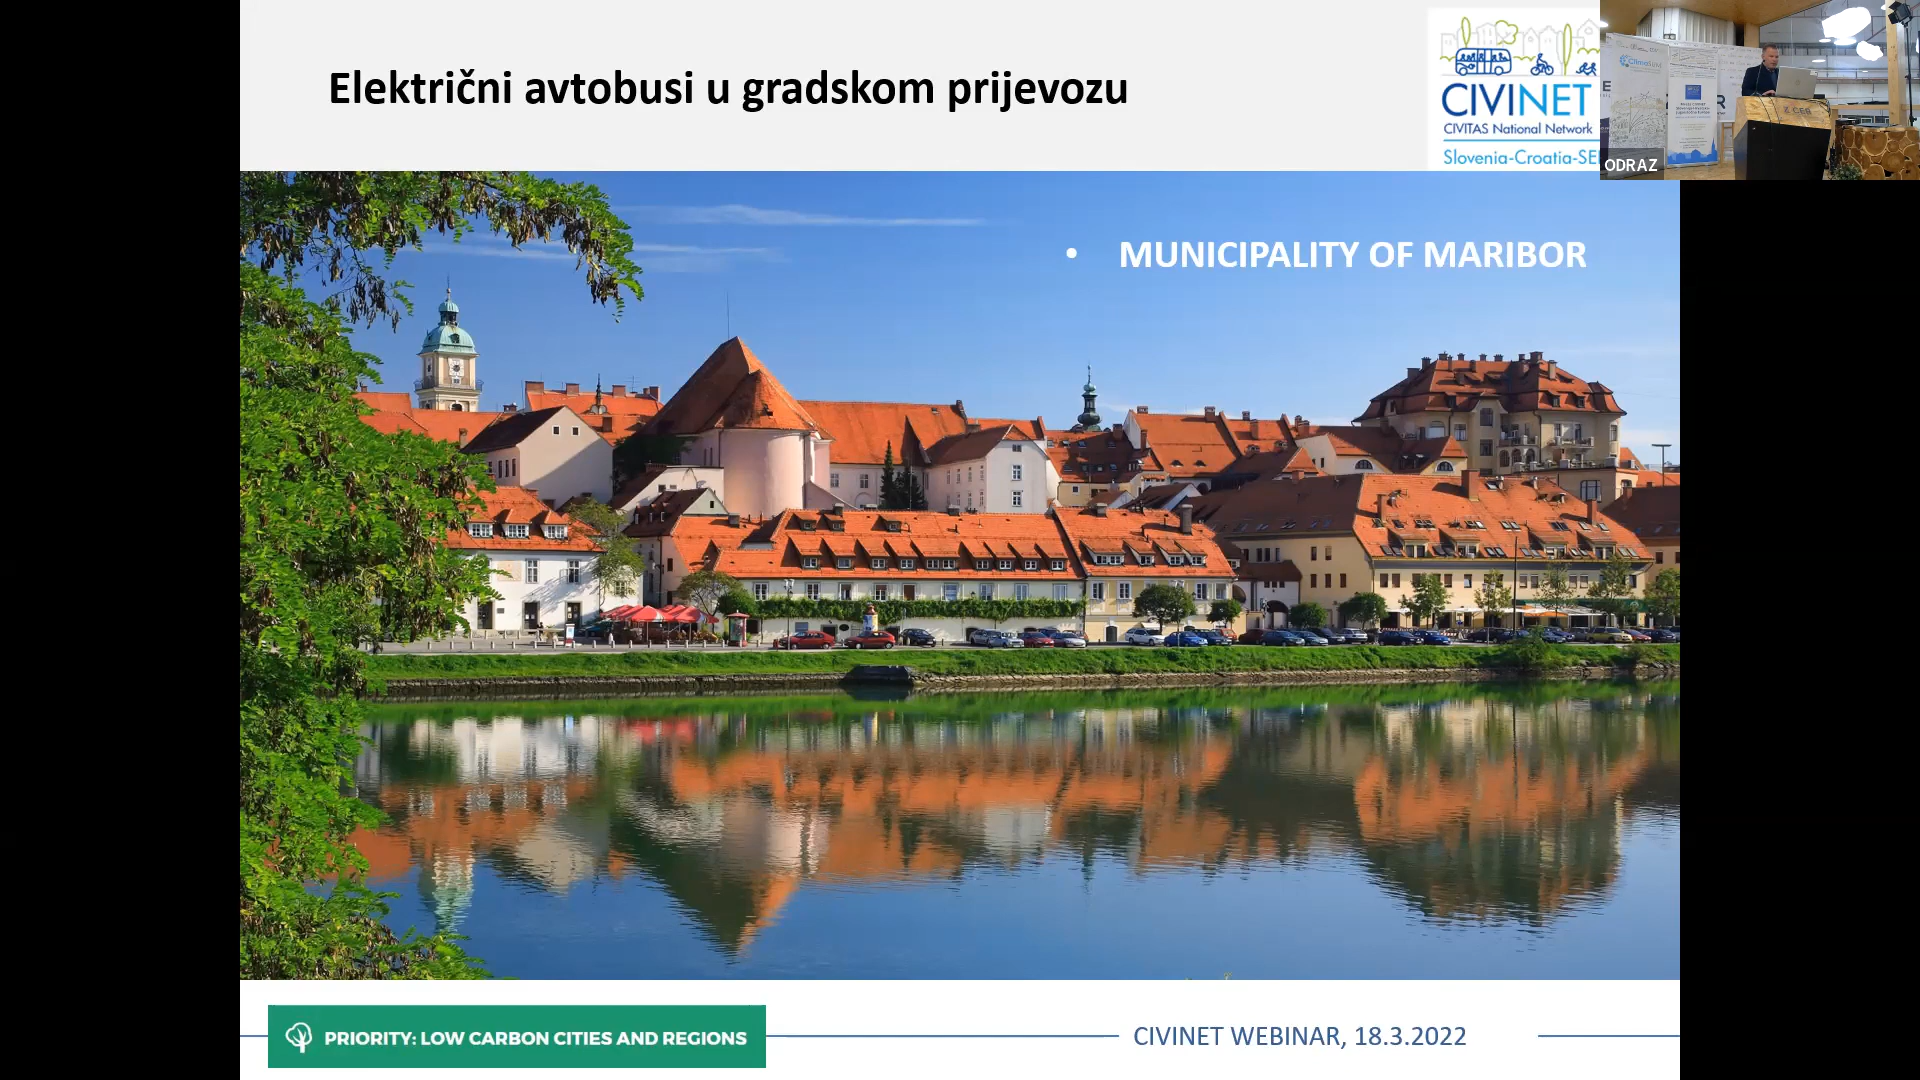 Električni avtobusi u gradskom prijevozu
CIVINET
CIVITAS National Network
Slovenia-Croatia-SE
ODRAZ
• MUNICIPALITY OF MARIBOR
PRIORITY: LOW CARBON CITIES AND REGIONS
CIVINET WEBINAR, 18.3.2022